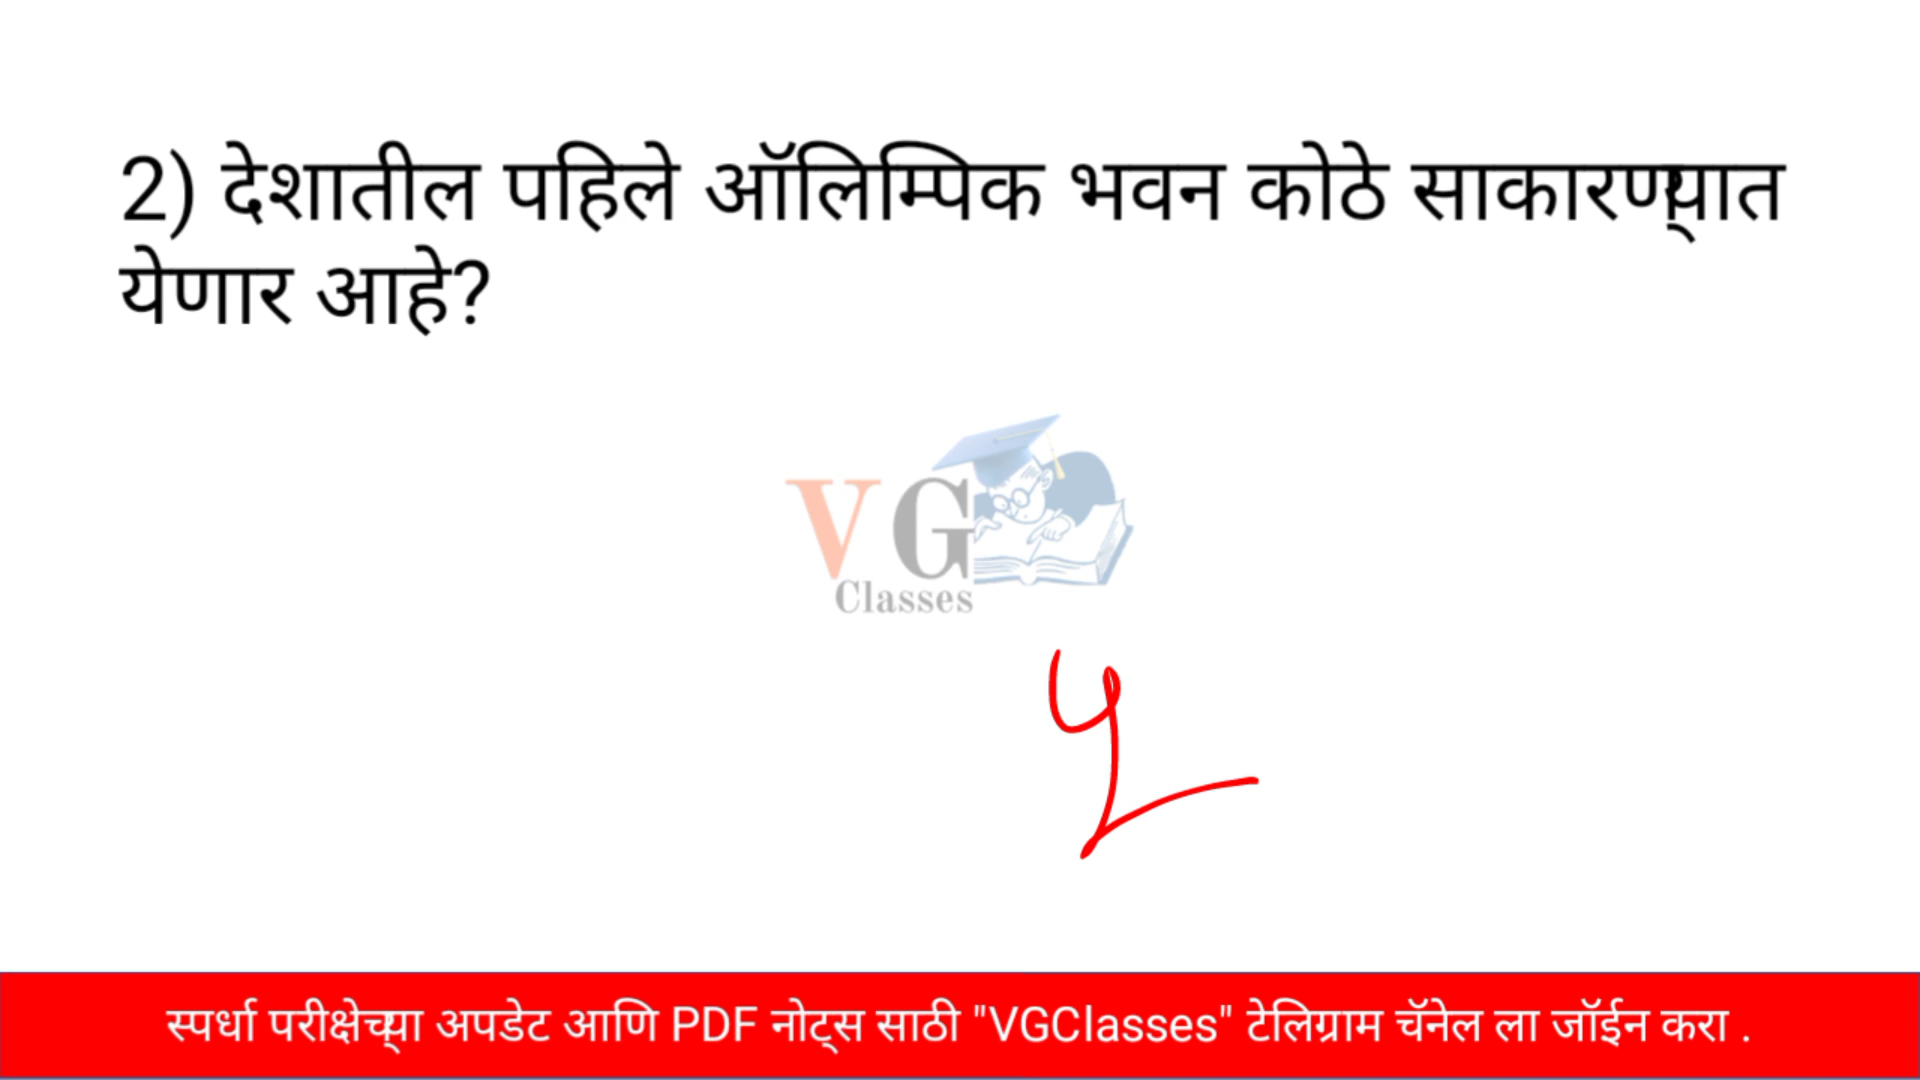 2) देशातील पहिले ऑलिम्पिक भवन कोठे साकारण्यात
येणार आहे?
VG
Classes
स्पर्धा परीक्षेच्या अपडेट आणि PDF नोट्स साठी "VGClasses" टेलिग्राम चॅनेल ला जॉईन करा .